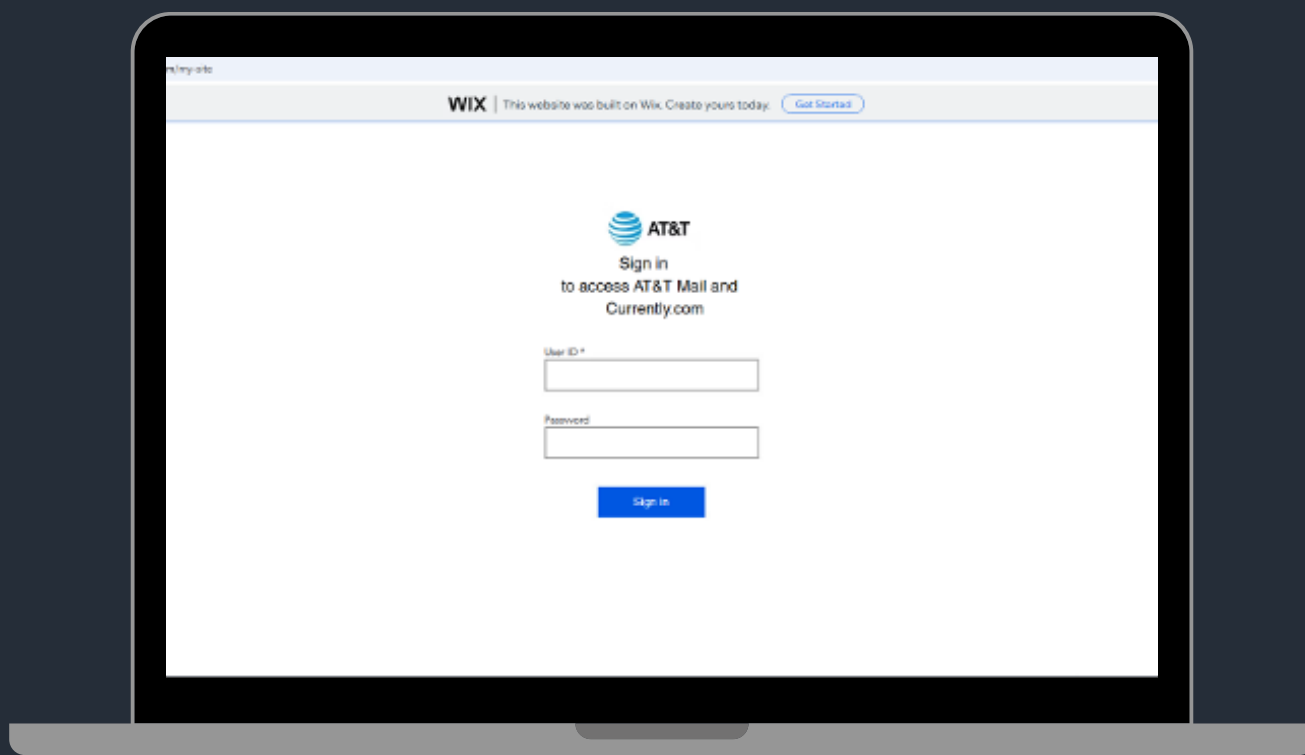 m/my-site
WIX | This website was built on Wix. Create yours today. Get Started
AT&T
Sign in
to access AT&T Mail and
Currently.com
User ID *
Password
Sign in